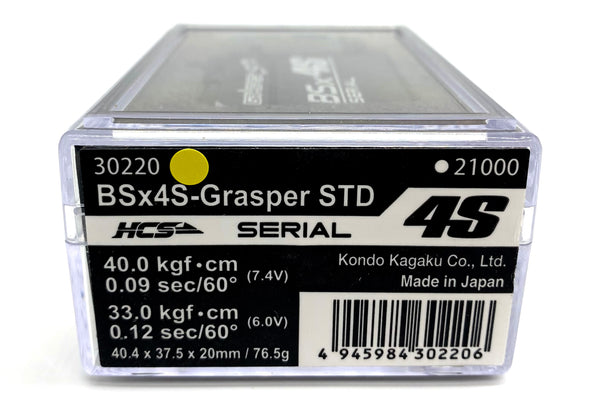 BSx4S
SERIAL
30220
21000
BSx4S-Grasper STD
HCS SERIAL 4S
40.0 kgf·cm
0.09 sec/60° (7.4V)
33.0 kgf·cm
0.12 sec/60° (6.0V)
40.4 x 37.5 x 20mm / 76.5g
Kondo Kagaku Co., Ltd.
Made in Japan
4 945984 302206